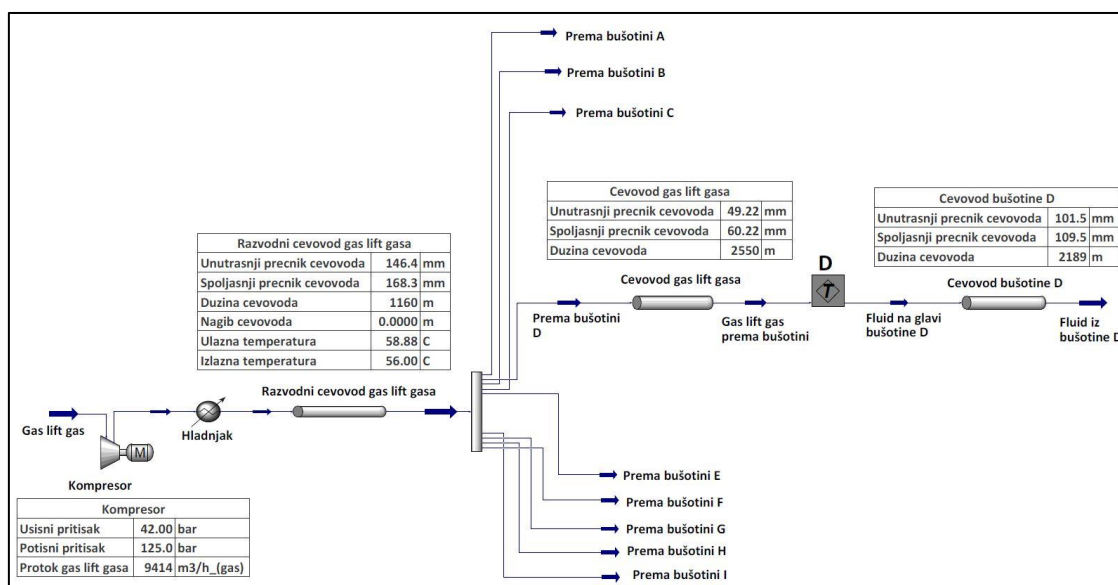 Prema bušotini A
Prema bušotini B
Prema bušotini C
Cevovod gas lift gasa
Unutrasnji precnik cevovoda 49.22 mm
Spoljasnji precnik cevovoda 60.22 mm
Duzina cevovoda 2550 m
Cevovod bušotine D
Unutrasnji precnik cevovoda 101.5 mm
Spoljasnji precnik cevovoda 109.5 mm
Duzina cevovoda 2189 m
Razvodni cevovod gas lift gasa
Unutrasnji precnik cevovoda 146.4 mm
Spoljasnji precnik cevovoda 168.3 mm
Duzina cevovoda 1160 m
Nagib cevovoda 0.0000 m
Ulazna temperatura 58.88 C
Izlazna temperatura 56.00 C
D
T
Cevovod gas lift gasa
Cevovod bušotine D
Prema bušotini
D
Gas lift gas
prema bušotini
Fluid na glavi
bušotine D
Fluid iz
bušotine D
Razvodni cevovod gas lift gasa
Gas lift gas
Hladnjak
M
Kompresor
Kompresor
Usisni pritisak 42.00 bar
Potisni pritisak 125.0 bar
Protok gas lift gasa 9414 m3/h_(gas)
Prema bušotini E
Prema bušotini F
Prema bušotini G
Prema bušotini H
Prema bušotini I